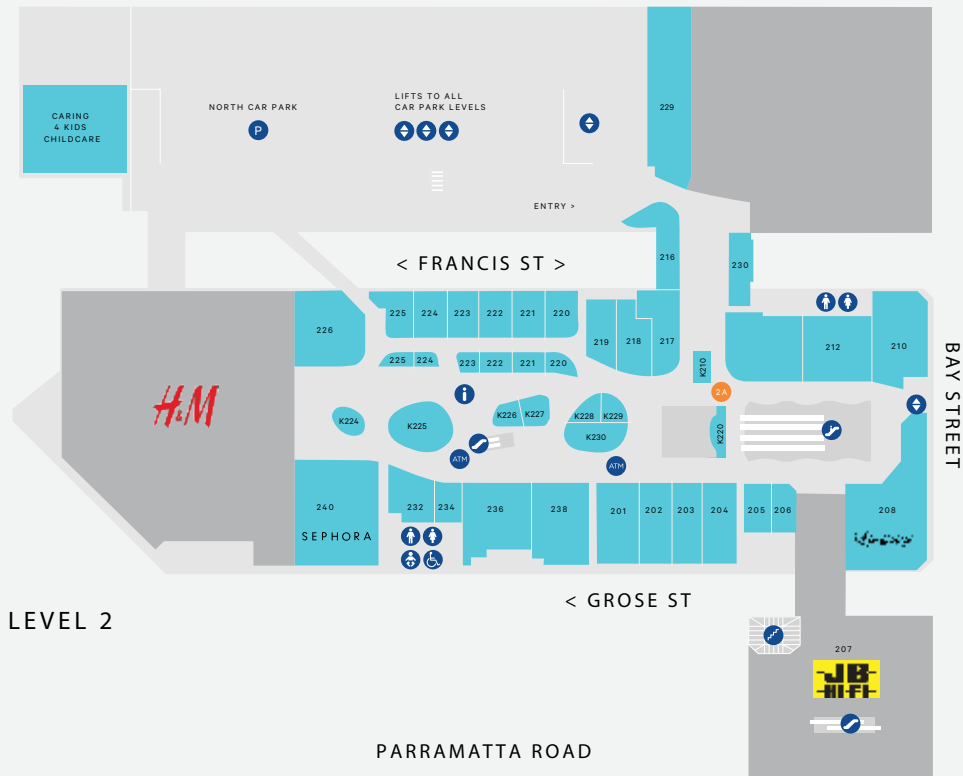 CARING
4 KIDS
CHILDCARE
NORTH CAR PARK
P
LIFTS TO ALL
CAR PARK LEVELS
229
ENTRY >
< FRANCIS ST >
216
230
226
225
224
223
222
221
220
219
218
217
212
210
225
224
223
222
221
220
K210
2A
H&M
i
K224
K225
K226
K227
K228
K229
K230
K220
ATM
ATM
BAY STREET
240
SEPHORA
232
234
236
238
201
202
203
204
205
206
208
< GROSE ST
LEVEL 2
207
JB
HI-FI
PARRAMATTA ROAD